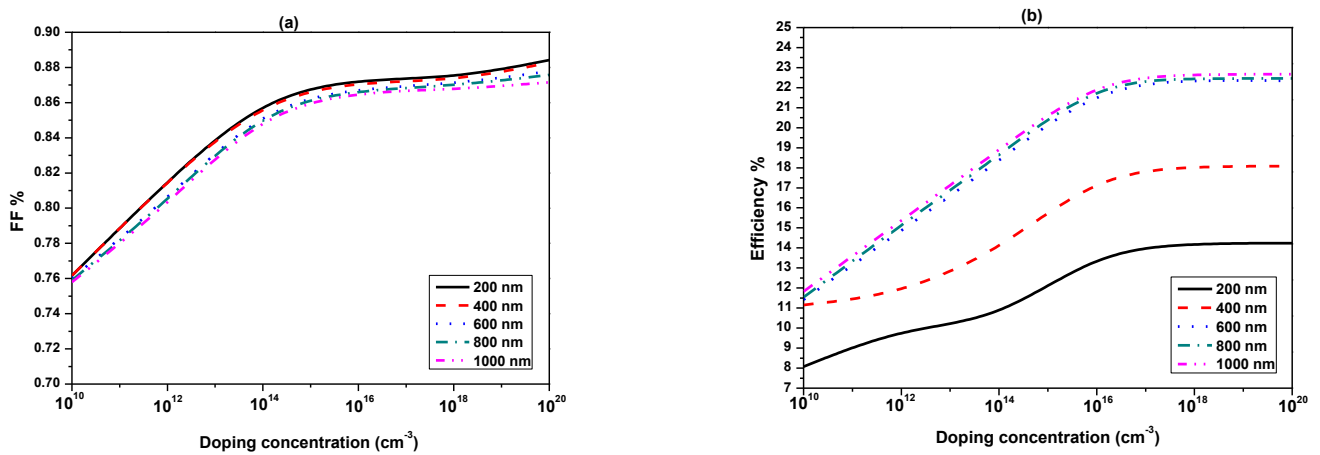 (a)
FF %
0.90
0.88
0.86
0.84
0.82
0.80
0.78
0.76
0.74
0.72
0.70
10^10 10^12 10^14 10^16 10^18 10^20
Doping concentration (cm^-3)
200 nm
400 nm
600 nm
800 nm
1000 nm
(b)
Efficiency %
25
24
23
22
21
20
19
18
17
16
15
14
13
12
11
10
9
8
7
10^10 10^12 10^14 10^16 10^18 10^20
Doping concentration (cm^-3)
200 nm
400 nm
600 nm
800 nm
1000 nm